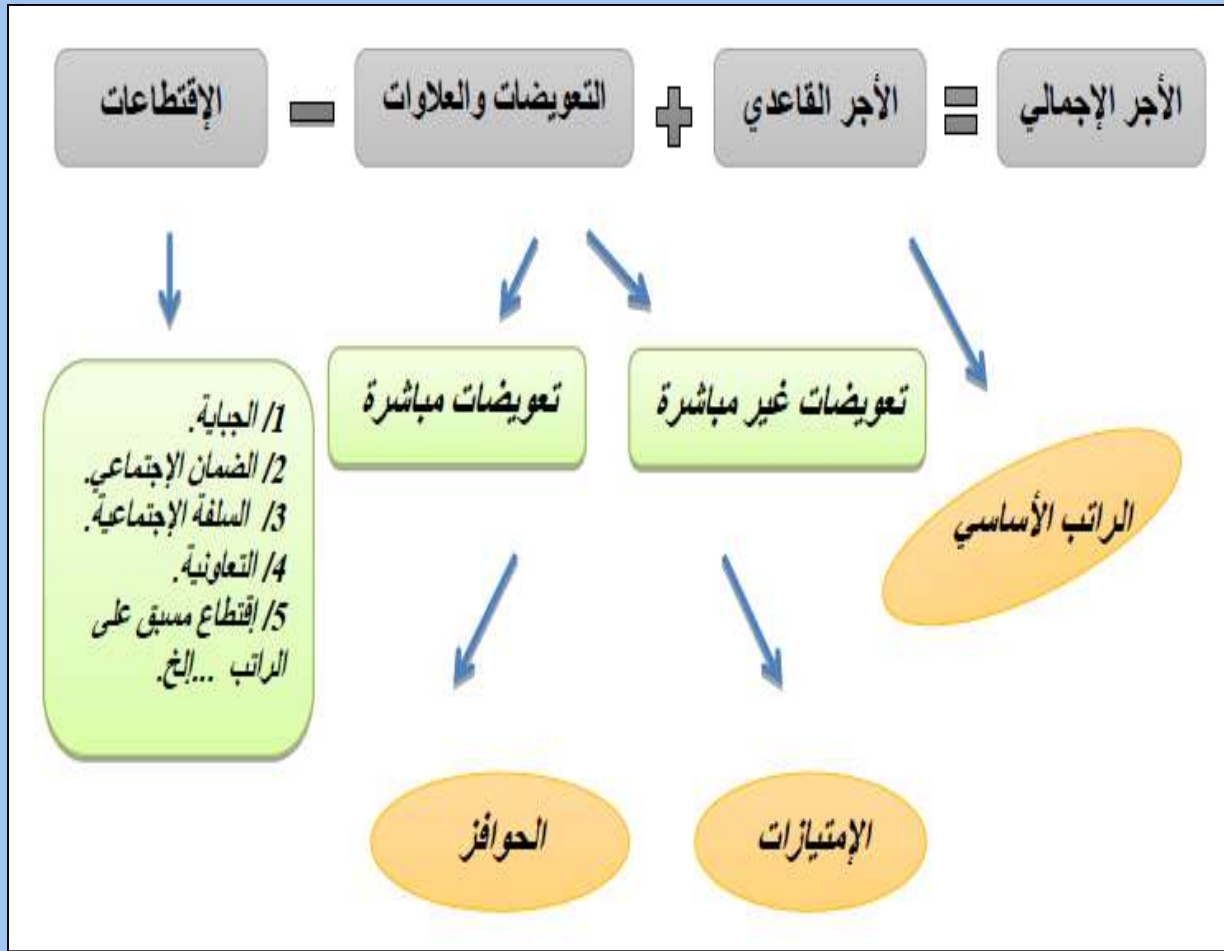 الأجر الإجمالي = الأجر القاعدي + التعويضات والعلاوات - الإقتطاعات
تعويضات غير مباشرة
تعويضات مباشرة
1/ الجباية.
2/ الضمان الإجتماعي.
3/ السلفة الإجتماعية.
4/ التعاونية.
5/ إقتطاع مسبق على
الراتب ...إلخ.
الراتب الأساسي
الإمتيازات
الحوافز